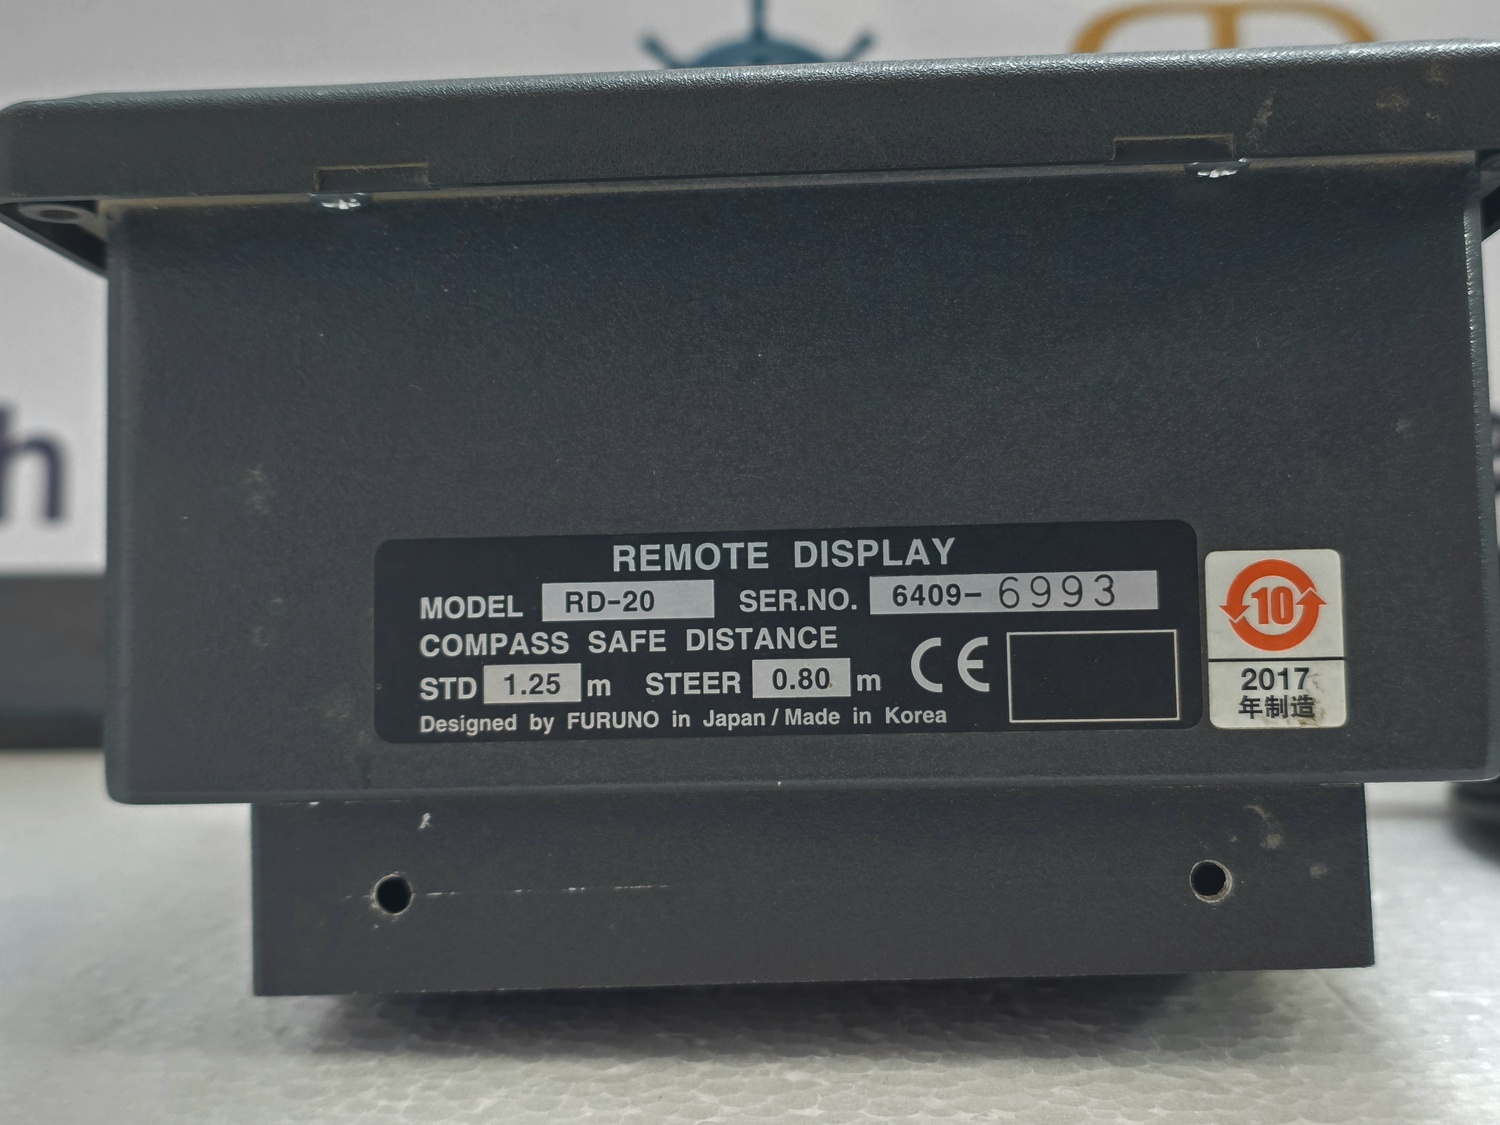 REMOTE DISPLAY
MODEL RD-20 SER.NO. 6409-6993
COMPASS SAFE DISTANCE
STD 1.25 m STEER 0.80 m CE
Designed by FURUNO in Japan / Made in Korea
10
2017
年制造
h